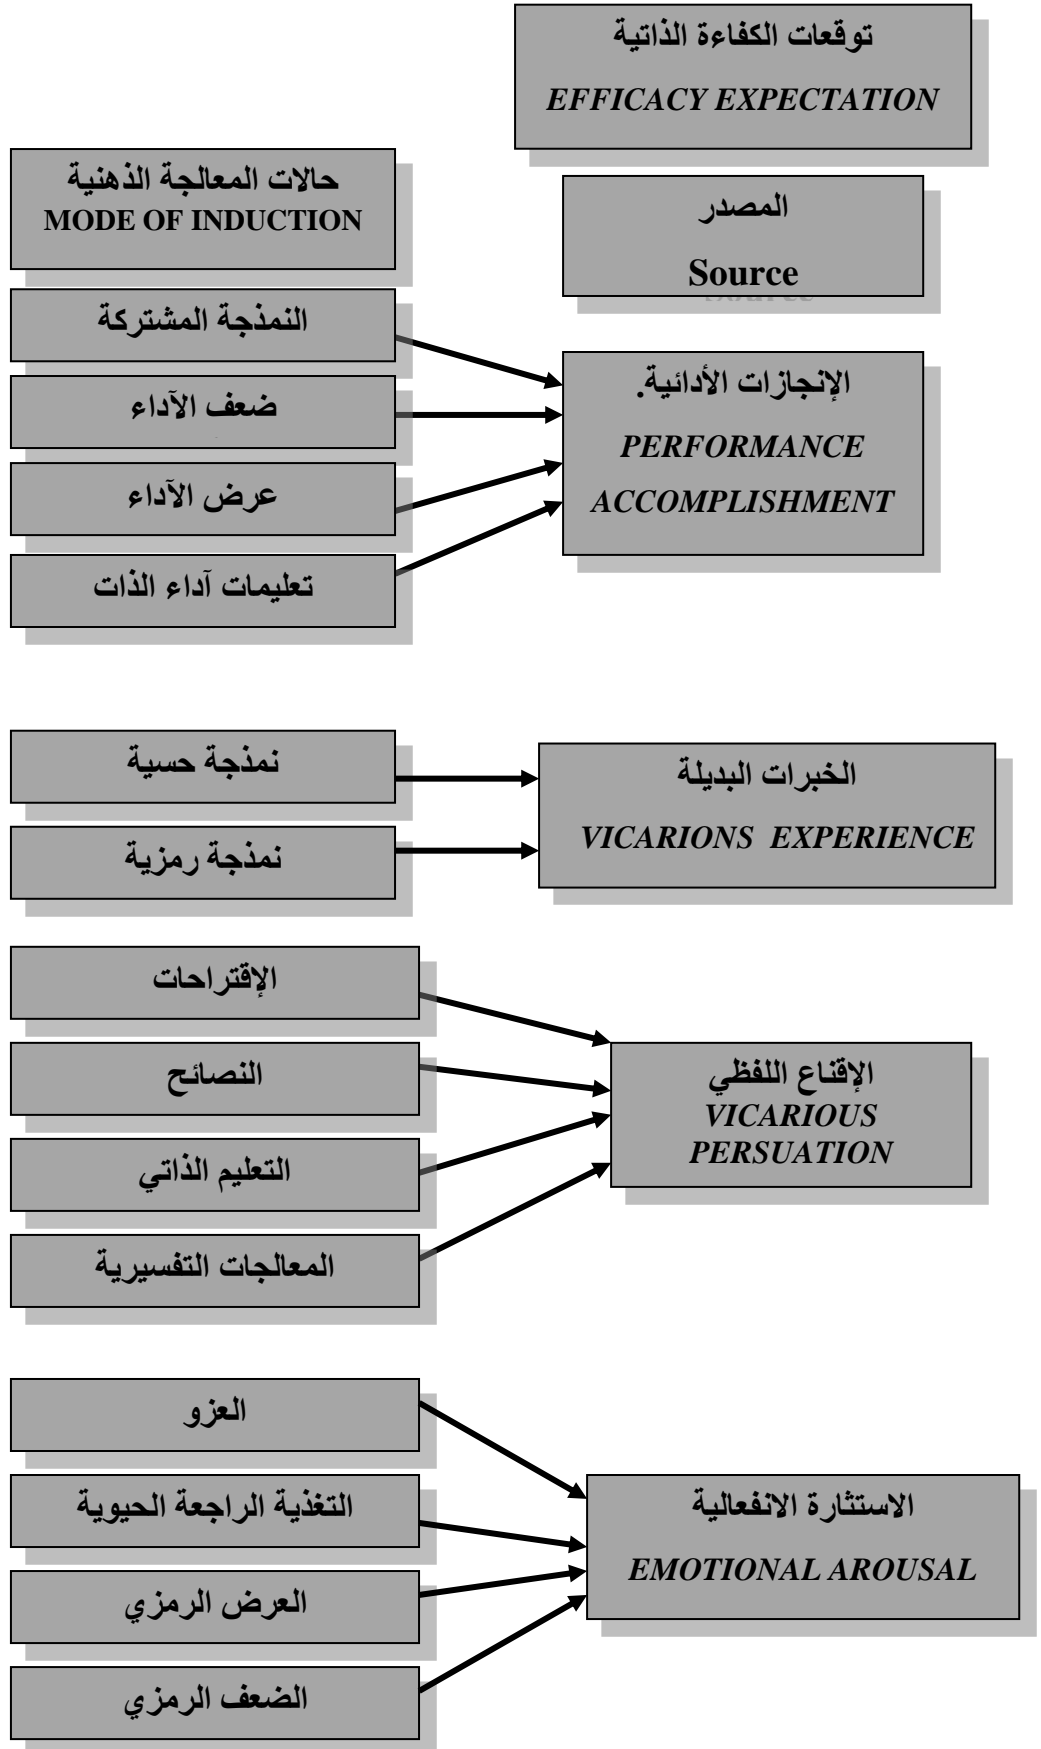 توقعات الكفاءة الذاتية
EFFICACY EXPECTATION
حالات المعالجة الذهنية
MODE OF INDUCTION
المصدر
Source
النمذجة المشتركة
ضعف الآداء
عرض الآداء
تعليمات آداء الذات
الإنجازات الأدائية.
PERFORMANCE
ACCOMPLISHMENT
نمذجة حسية
نمذجة رمزية
الخبرات البديلة
VICARIONS EXPERIENCE
الإقتراحات
النصائح
التعليم الذاتي
المعالجات التفسيرية
الإقناع اللفظي
VICARIOUS
PERSUATION
العزو
التغذية الراجعة الحيوية
العرض الرمزي
الضعف الرمزي
الاستثارة الانفعالية
EMOTIONAL AROUSAL